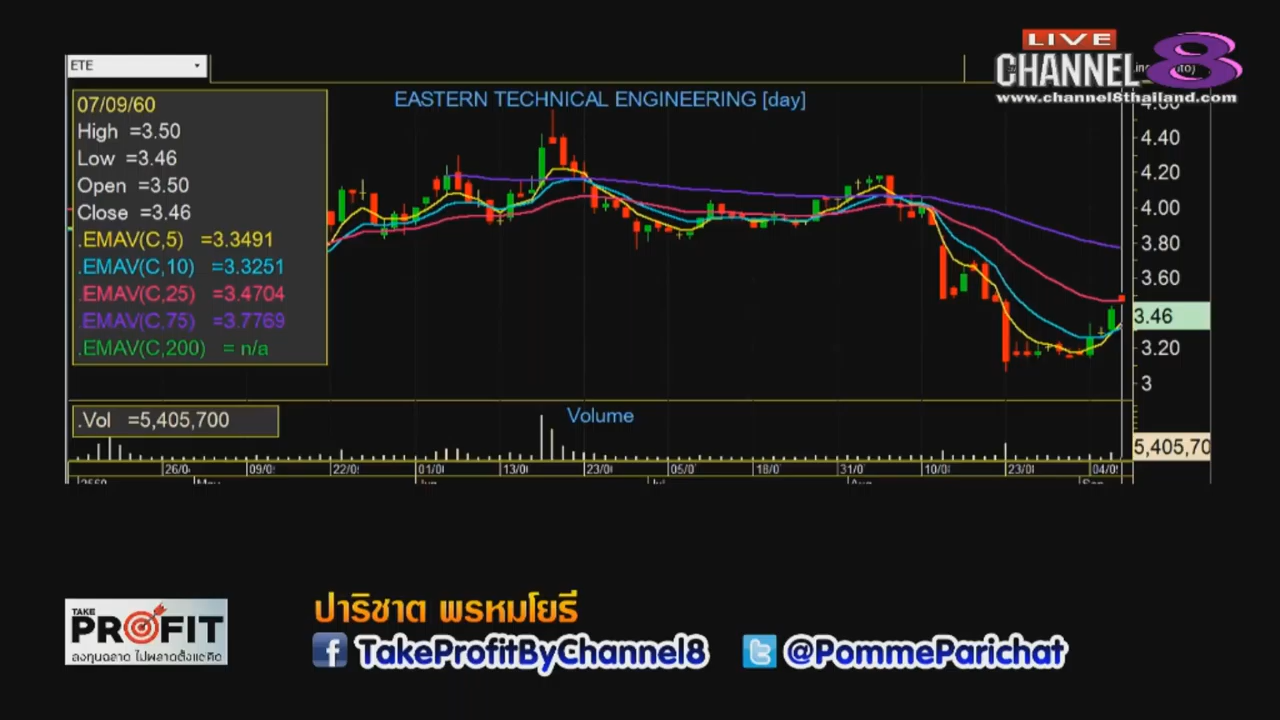 ETE
LIVE
CHANNEL 8
www.channel8thailand.com
EASTERN TECHNICAL ENGINEERING [day]
07/09/60
High =3.50
Low =3.46
Open =3.50
Close =3.46
.EMAV(C,5) =3.3491
.EMAV(C,10) =3.3251
.EMAV(C,25) =3.4704
.EMAV(C,75) =3.7769
.EMAV(C,200) = n/a
4.40
4.20
4.00
3.80
3.60
3.46
3.20
3
.Vol =5,405,700
Volume
5,405,70
26/0 09/0 22/0 01/0 13/0 23/0 05/0 18/0 31/0 10/0 23/0 04/0
TAKE
PROFIT
ลงทุนฉลาด ไม่พลาดตั้งแต่คิด
ปาริชาต พรหมโยธี
TakeProfitByChannel8
@PommeParichat